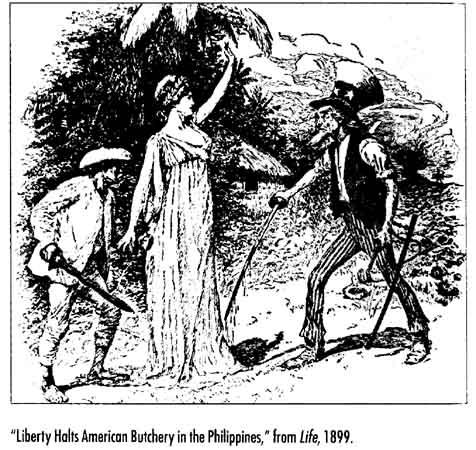 “Liberty Halts American Butchery in the Philippines,” from Life, 1899.